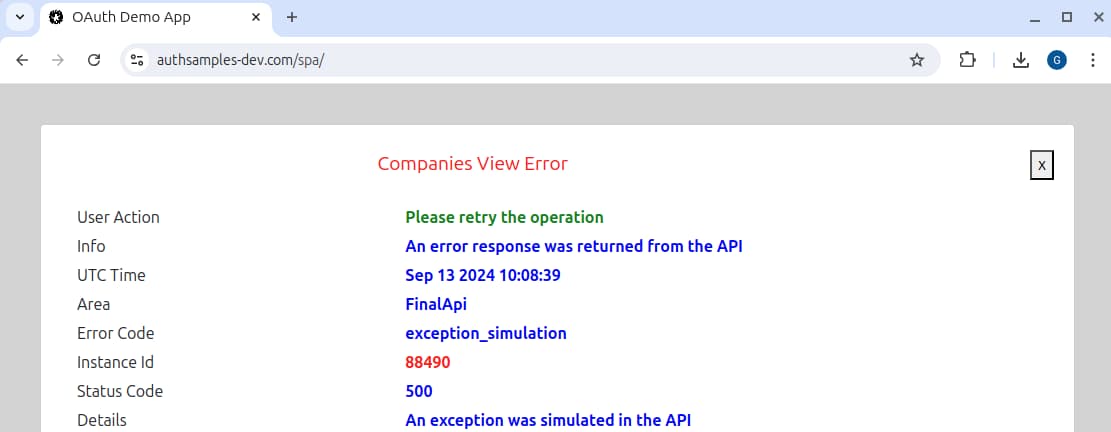 OAuth Demo App
authsamples-dev.com/spa/
G
Companies View Error
X
User Action Please retry the operation
Info An error response was returned from the API
UTC Time Sep 13 2024 10:08:39
Area FinalApi
Error Code exception_simulation
Instance Id 88490
Status Code 500
Details An exception was simulated in the API